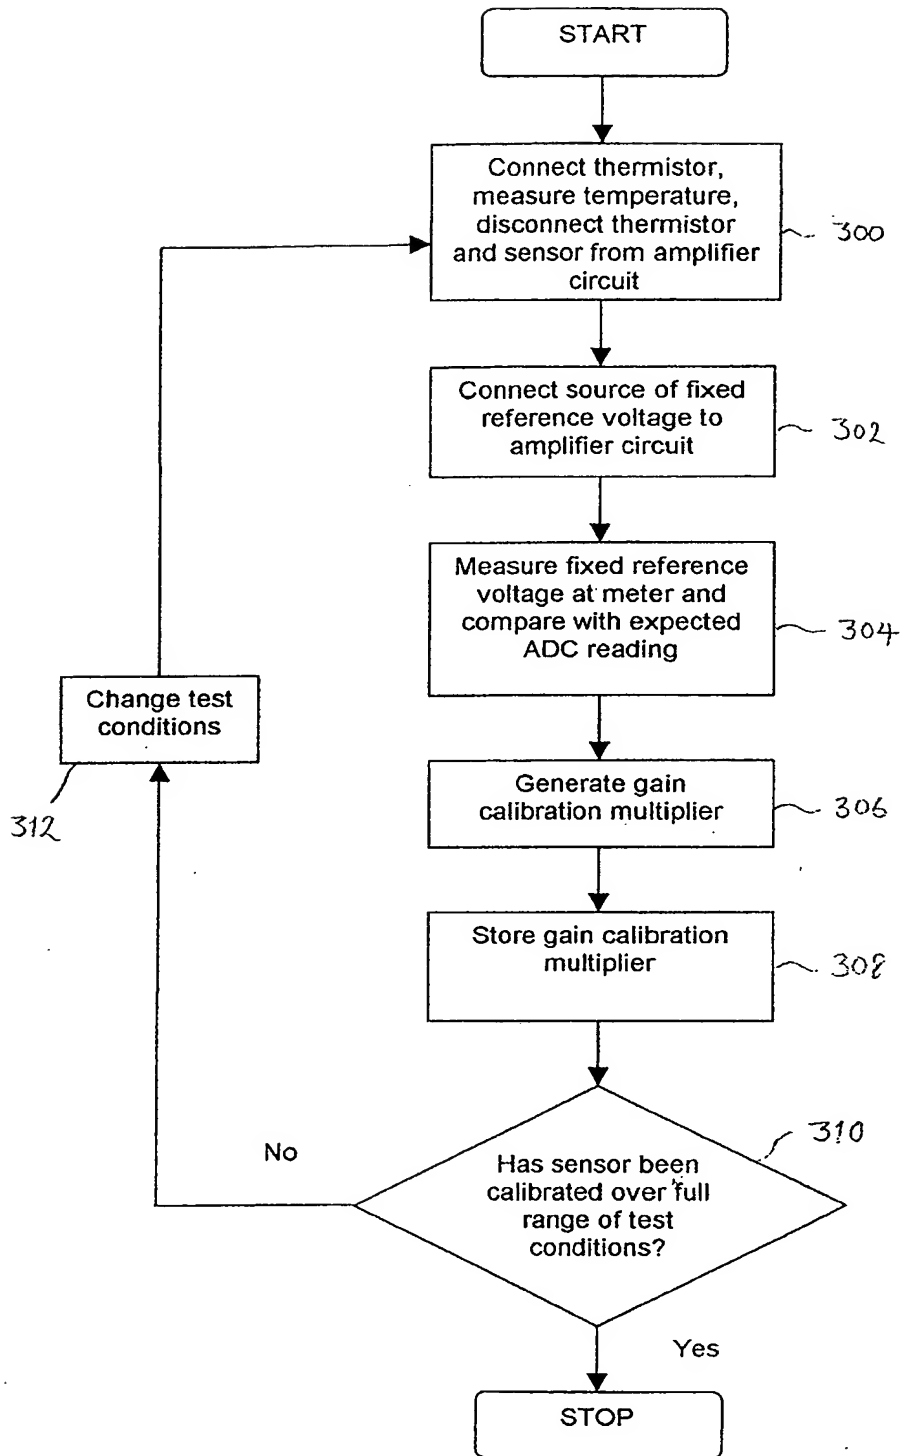 START
Connect thermistor,
measure temperature,
disconnect thermistor
and sensor from amplifier
circuit
300
Connect source of fixed
reference voltage to
amplifier circuit
302
Measure fixed reference
voltage at meter and
compare with expected
ADC reading
304
Change test
conditions
312
Generate gain
calibration multiplier
306
Store gain calibration
multiplier
308
310
No
Has sensor been
calibrated over full
range of test
conditions?
Yes
STOP